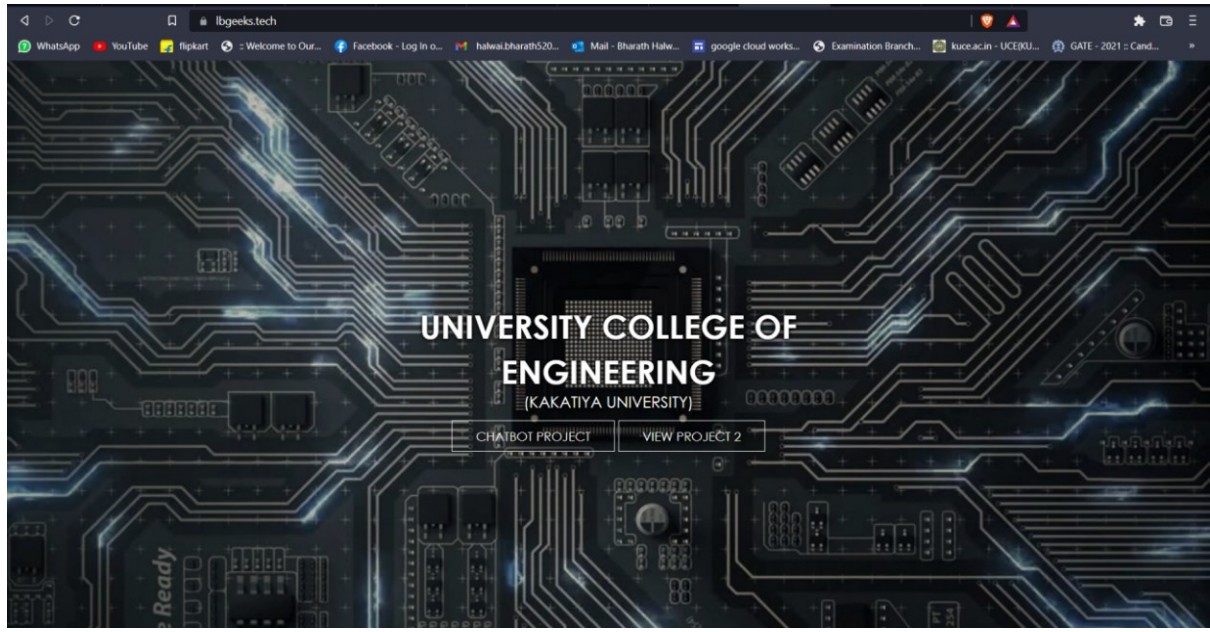 lbgeeks.tech
WhatsApp YouTube flipkart :: Welcome to Our... Facebook - Log In o... halwai.bharath520... Mail - Bharath Halw... google cloud works... Examination Branch... kuce.ac.in - UCE(KU... GATE - 2021 :: Cand... »
UNIVERSITY COLLEGE OF
ENGINEERING
(KAKATIYA UNIVERSITY)
CHATBOT PROJECT VIEW PROJECT 2
Ready